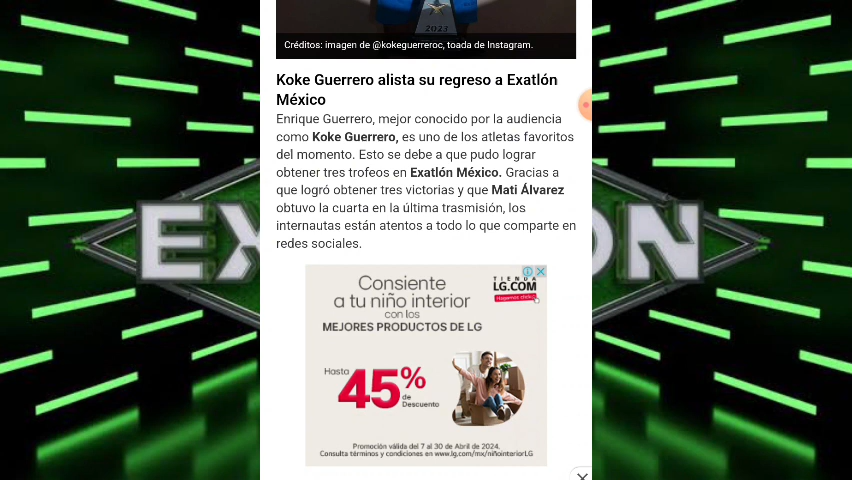 2023
Créditos: imagen de @kokeguerreroc, toada de Instagram.
Koke Guerrero alista su regreso a Exatlón
México
Enrique Guerrero, mejor conocido por la audiencia
como Koke Guerrero, es uno de los atletas favoritos
del momento. Esto se debe a que pudo lograr
obtener tres trofeos en Exatlón México. Gracias a
que logró obtener tres victorias y que Mati Álvarez
obtuvo la cuarta en la última trasmisión, los
internautas están atentos a todo lo que comparte en
redes sociales.
EX
ON
Consiente
a tu niño interior
con los
MEJORES PRODUCTOS DE LG
TIENDA
LG.COM
Hagamos clic
Hasta
45%
de
Descuento
Promoción válida del 7 al 30 de Abril de 2024.
Consulta términos y condiciones en www.lg.com/mx/niñointeriorLG